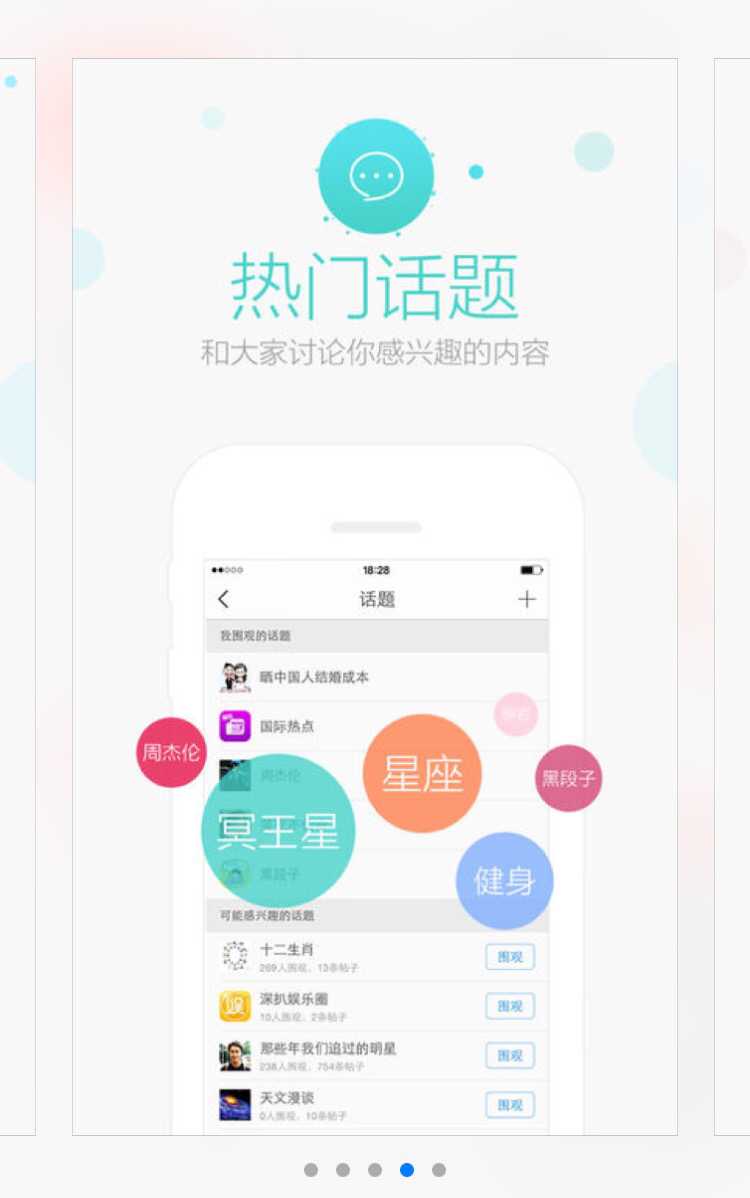 热门话题
和大家讨论你感兴趣的内容
18:28
话题
我围观的话题
晒中国人结婚成本
国际热点
周杰伦
星座
黑段子
周杰伦
冥王星
健身
黑段子
可能感兴趣的话题
十二生肖
269人围观,13条帖子
围观
深扒娱乐圈
10人围观,2条帖子
围观
那些年我们追过的明星
238人围观,754条帖子
围观
天文漫谈
0人围观,10条帖子
围观